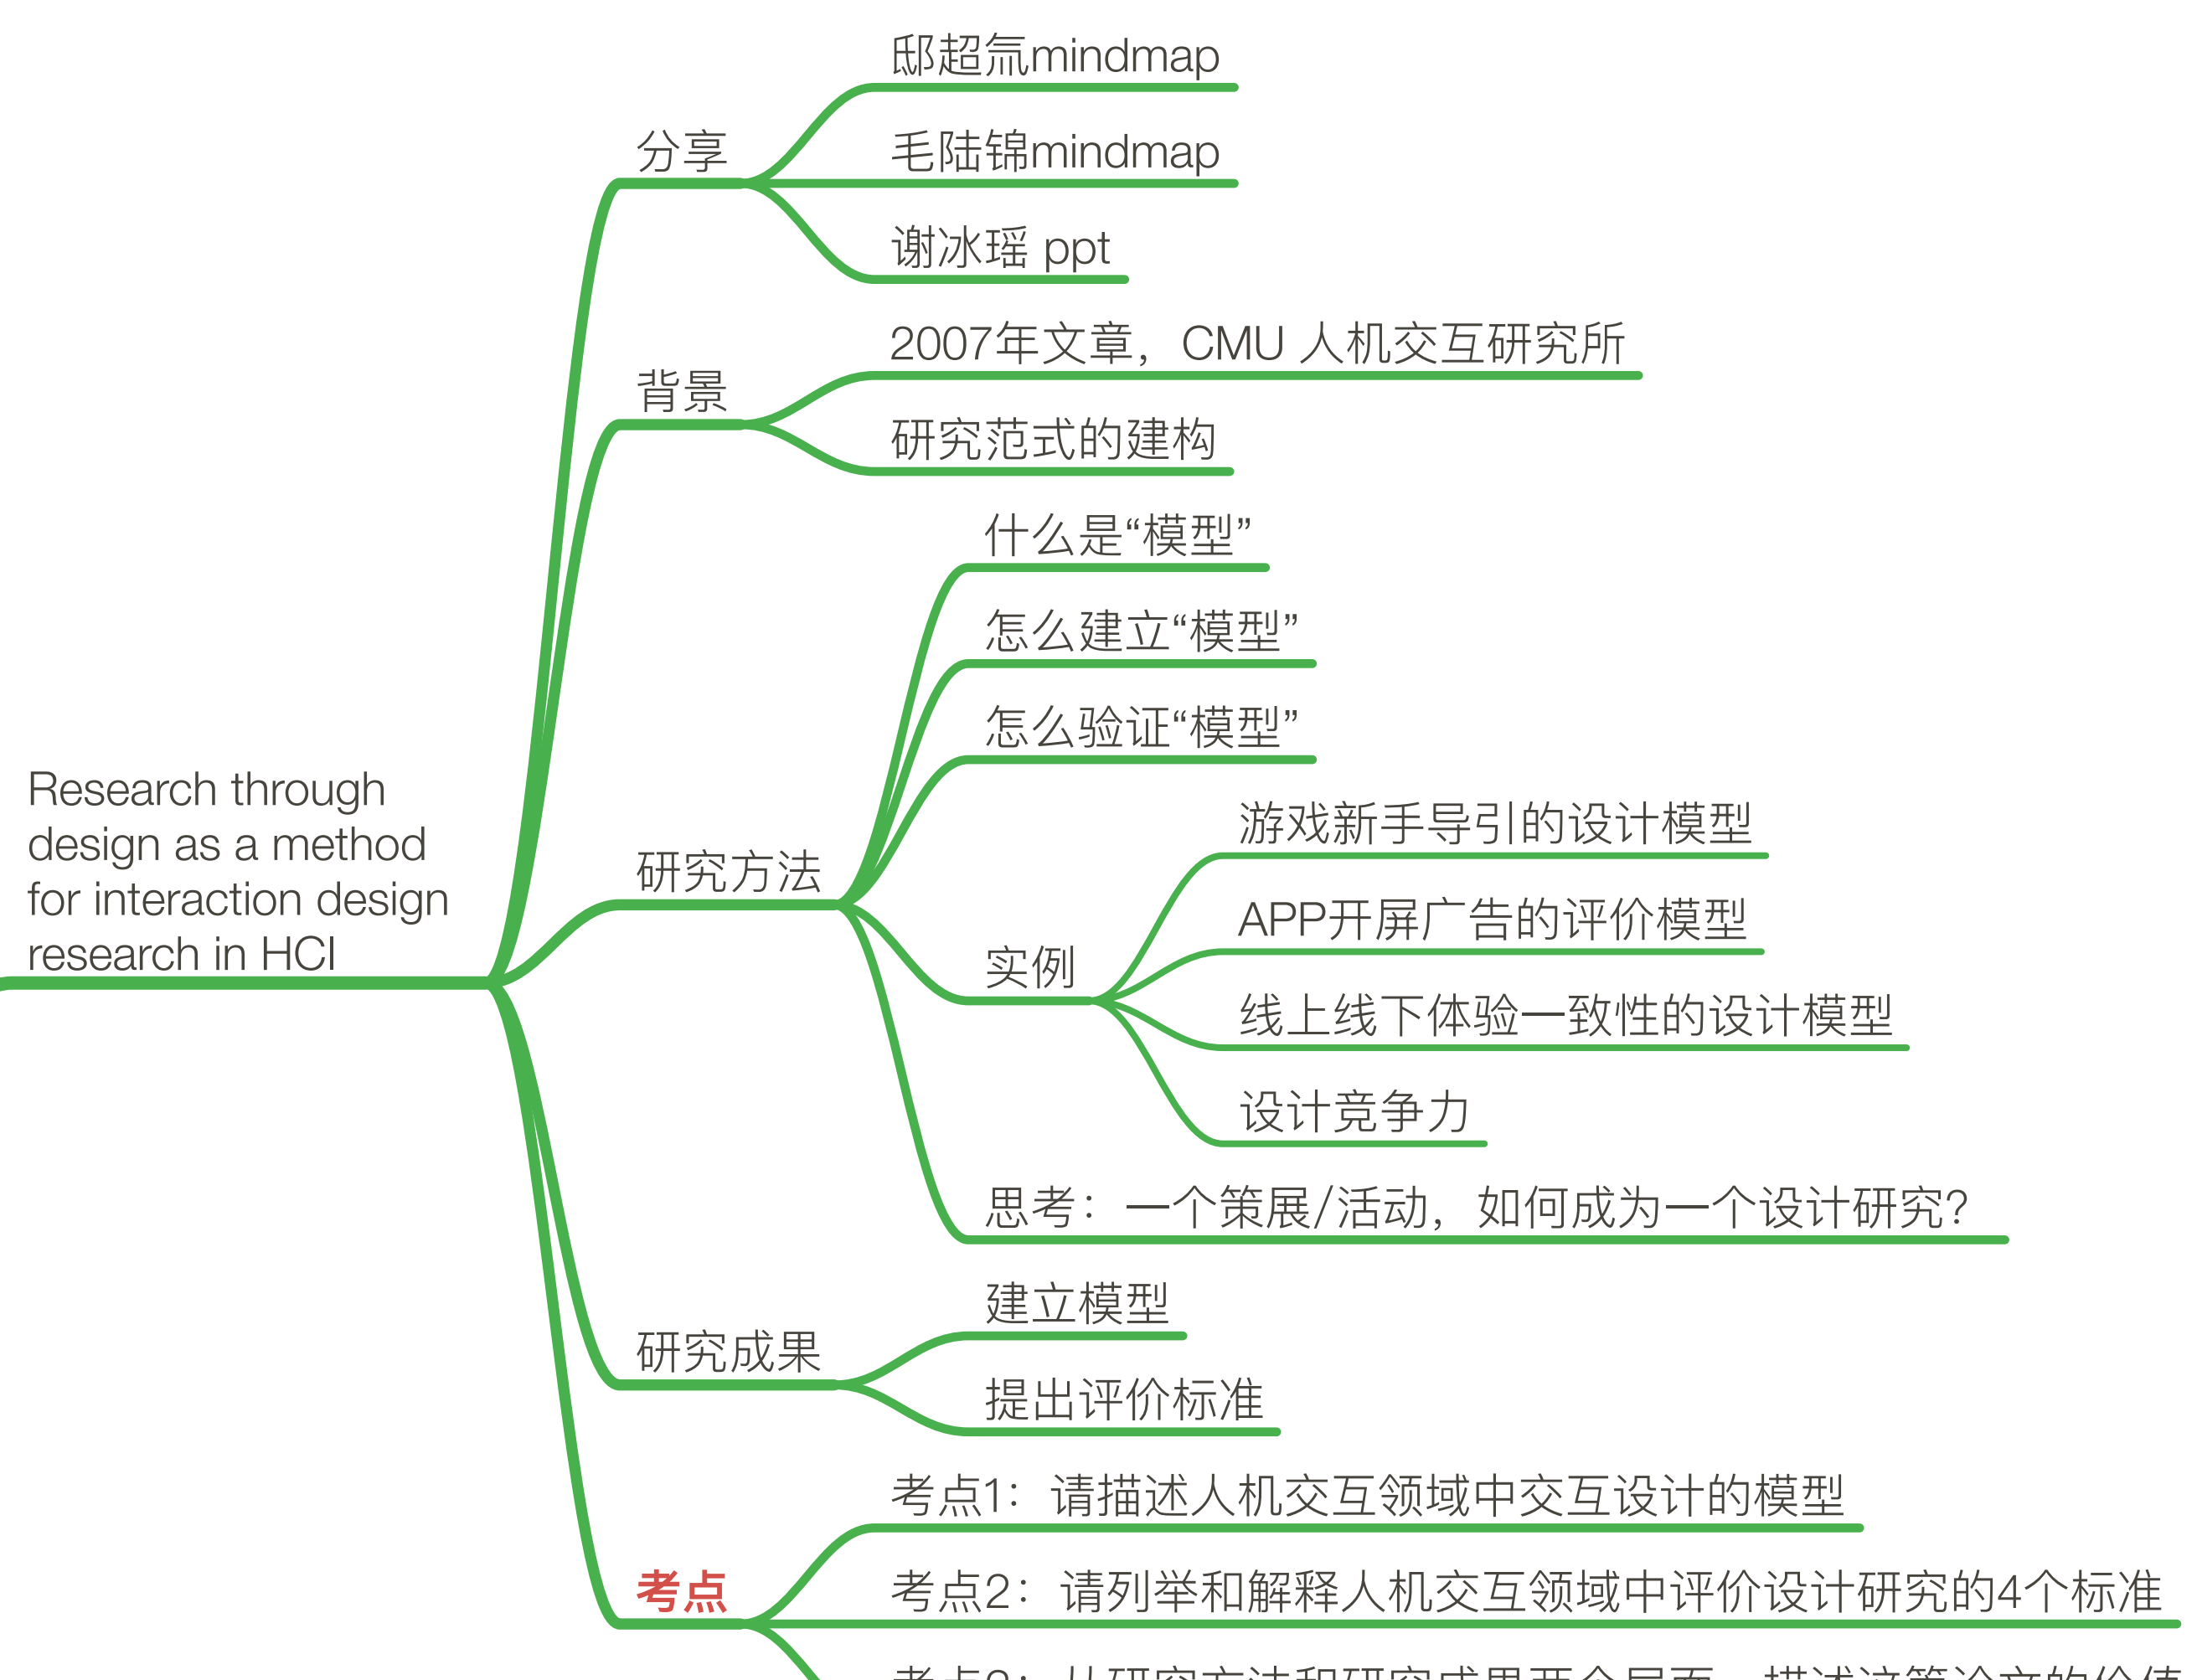 邸超氘mindmap
毛陆锦mindmap
分享
谢冰瑶 ppt
2007年文章，CMU 人机交互研究所
背景
研究范式的建构
什么是“模型”
怎么建立“模型”
怎么验证“模型”
Research through
design as a method
for interaction design
research in HCI
游戏新手导引的设计模型
研究方法
APP开屏广告的评价模型
实例
线上线下体验一致性的设计模型
设计竞争力
思考：一个策展/活动，如何成为一个设计研究？
建立模型
研究成果
提出评价标准
考点1：请描述人机交互领域中交互设计的模型
考点
考点2：请列举和解释人机交互领域中评价设计研究的4个标准